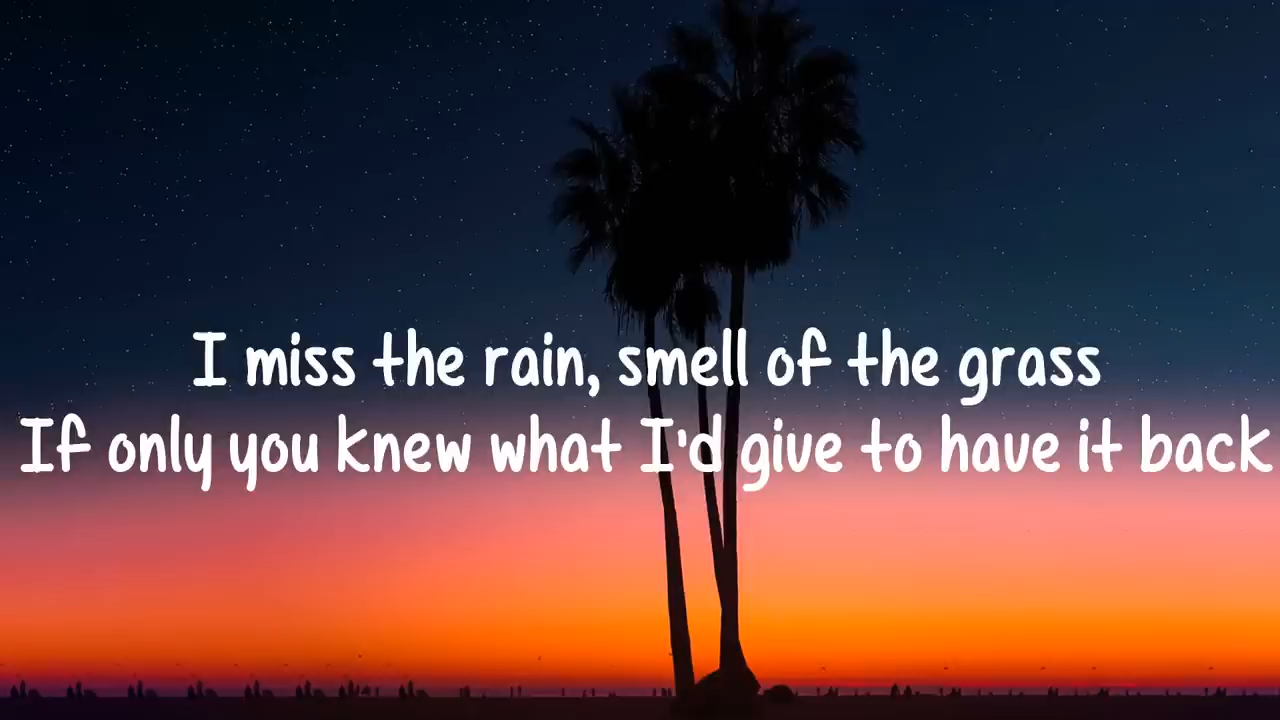 I miss the rain, smell of the grass
If only you knew what I'd give to have it back